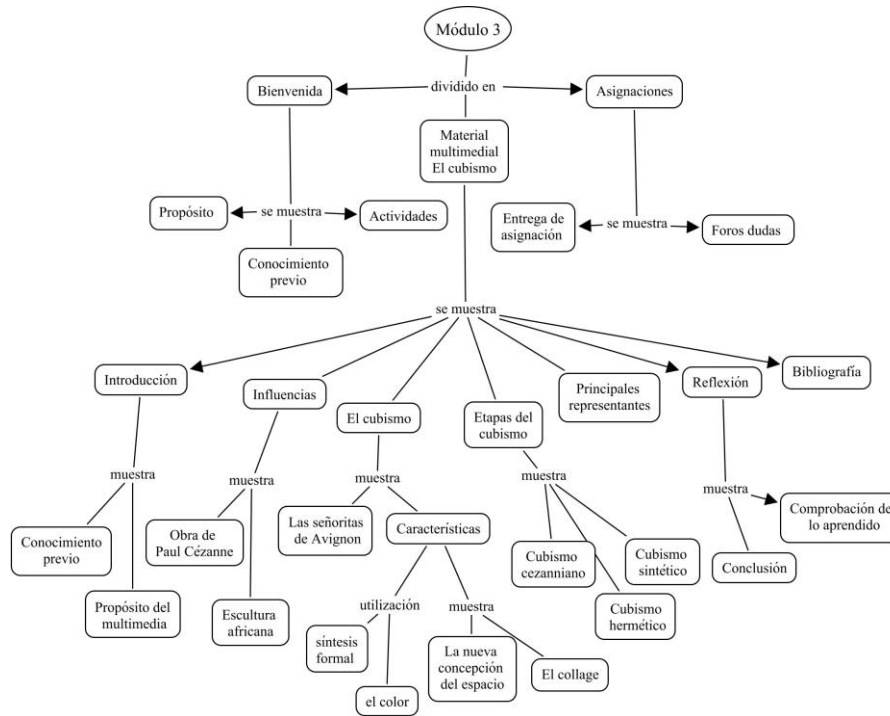 Módulo 3
Bienvenida
dividido en
Asignaciones
Material
multimedial
El cubismo
Propósito
se muestra
Actividades
Entrega de
asignación
se muestra
Foros dudas
Conocimiento
previo
se muestra
Introducción
Influencias
El cubismo
Etapas del
cubismo
Principales
representantes
Reflexión
Bibliografía
muestra
muestra
muestra
muestra
muestra
Conocimiento
previo
Propósito del
multimedia
Obra de
Paul Cézanne
Escultura
africana
Las señoritas
de Avignon
Características
utilización
muestra
síntesis
formal
el color
La nueva
concepción
del espacio
El collage
Cubismo
cezanniano
Cubismo
sintético
Cubismo
hermético
Comprobación de
lo aprendido
Conclusión